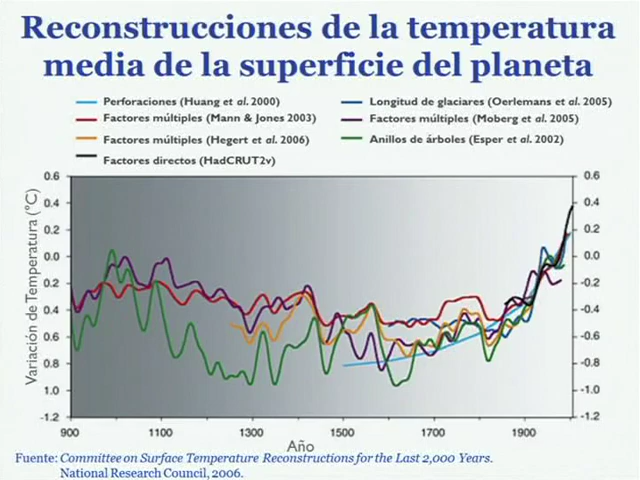 Reconstrucciones de la temperatura
media de la superficie del planeta
Perforaciones (Huang et al. 2000)
Longitud de glaciares (Oerlemans et al. 2005)
Factores múltiples (Mann & Jones 2003)
Factores múltiples (Moberg et al. 2005)
Factores múltiples (Hegert et al. 2006)
Anillos de árboles (Esper et al. 2002)
Factores directos (HadCRUT2v)
Variación de Temperatura (°C)
0.6 0.6
0.4 0.4
0.2 0.2
0.0 0.0
0.2 -0.2
0.4 -0.4
0.6 -0.6
0.8 -0.8
1.0 -1.0
-1.2 -1.2
900 1100 1300 1500 1700 1900
Año
Fuente: Committee on Surface Temperature Reconstructions for the Last 2,000 Years.
National Research Council, 2006.